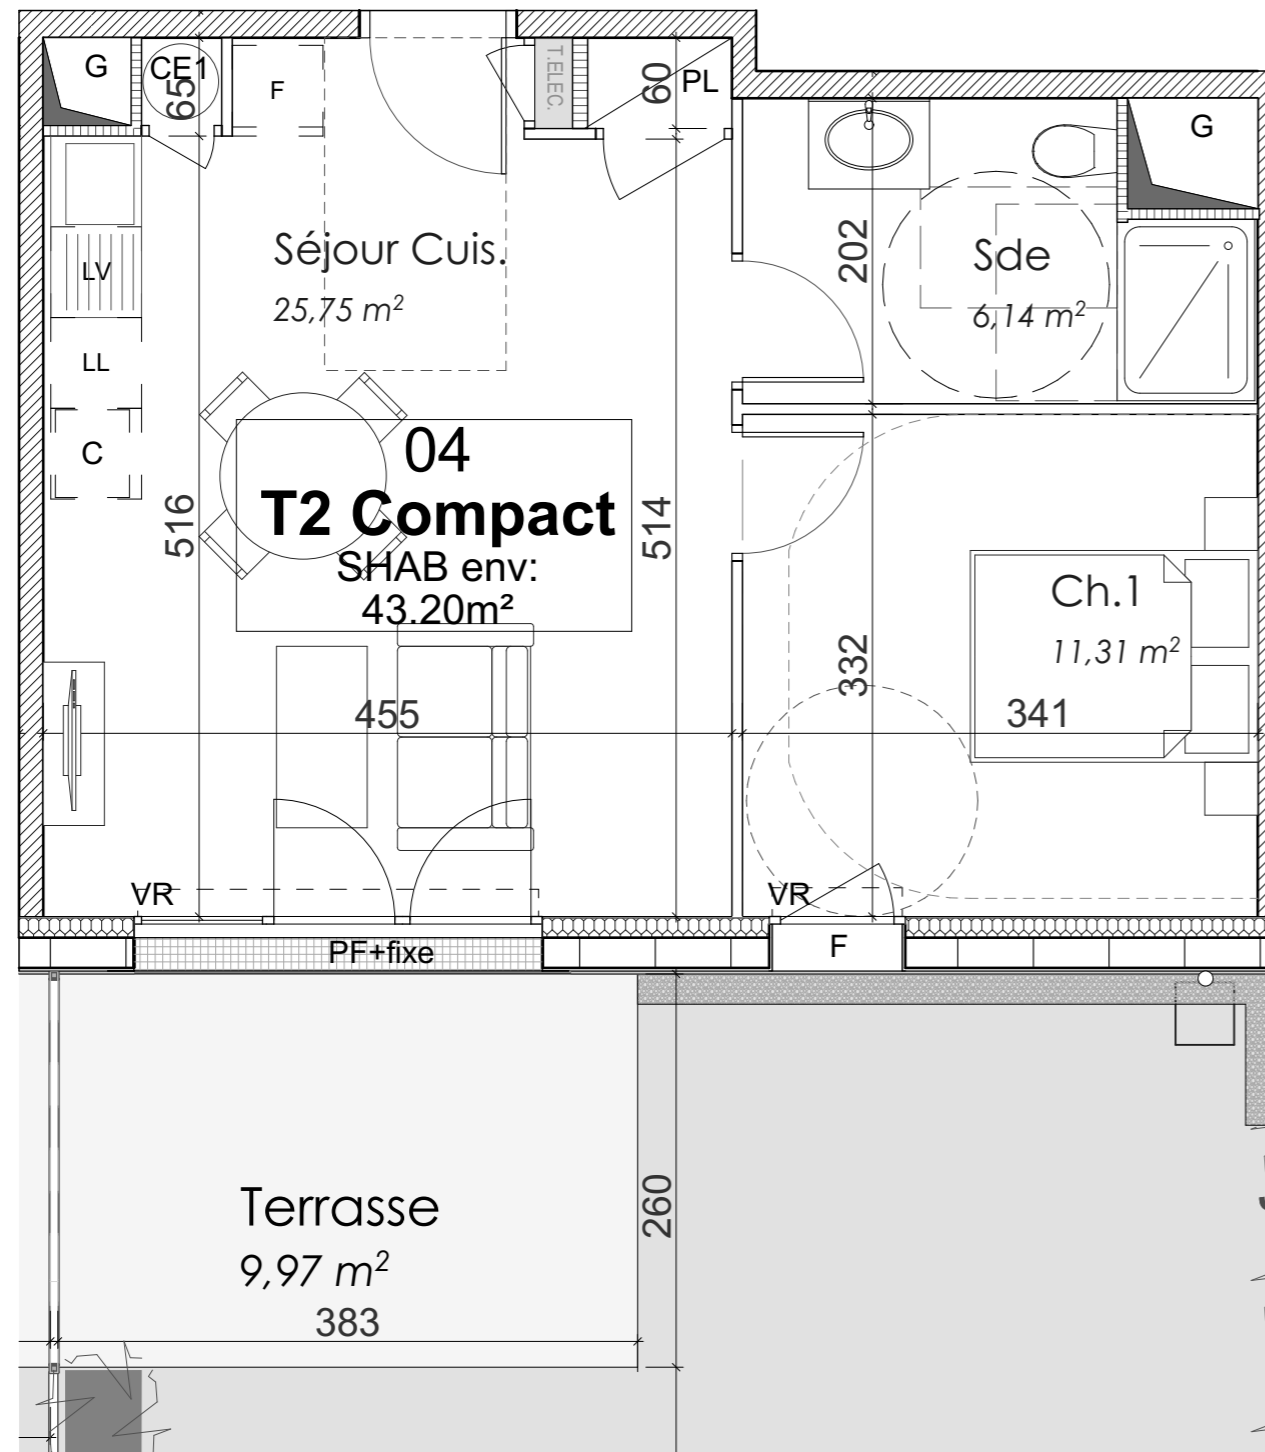 G
CE1
65
F
T.ELEC.
60
PL
G
Séjour Cuis.
25,75 m²
202
Sde
6,14 m²
LV
LL
C
04
T2 Compact
SHAB env:
43.20m²
516
514
Ch.1
11,31 m²
332
455
341
VR
VR
PF+fixe
F
Terrasse
9,97 m²
260
383